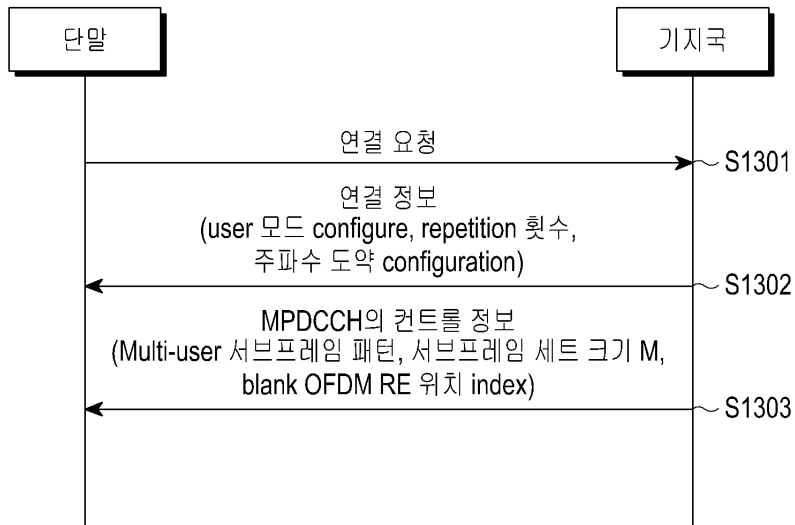 단말
기지국
연결 요청
S1301
연결 정보
(user 모드 configure, repetition 횟수,
주파수 도약 configuration)
S1302
MPDCCH의 컨트롤 정보
(Multi-user 서브프레임 패턴, 서브프레임 세트 크기 M,
blank OFDM RE 위치 index)
S1303